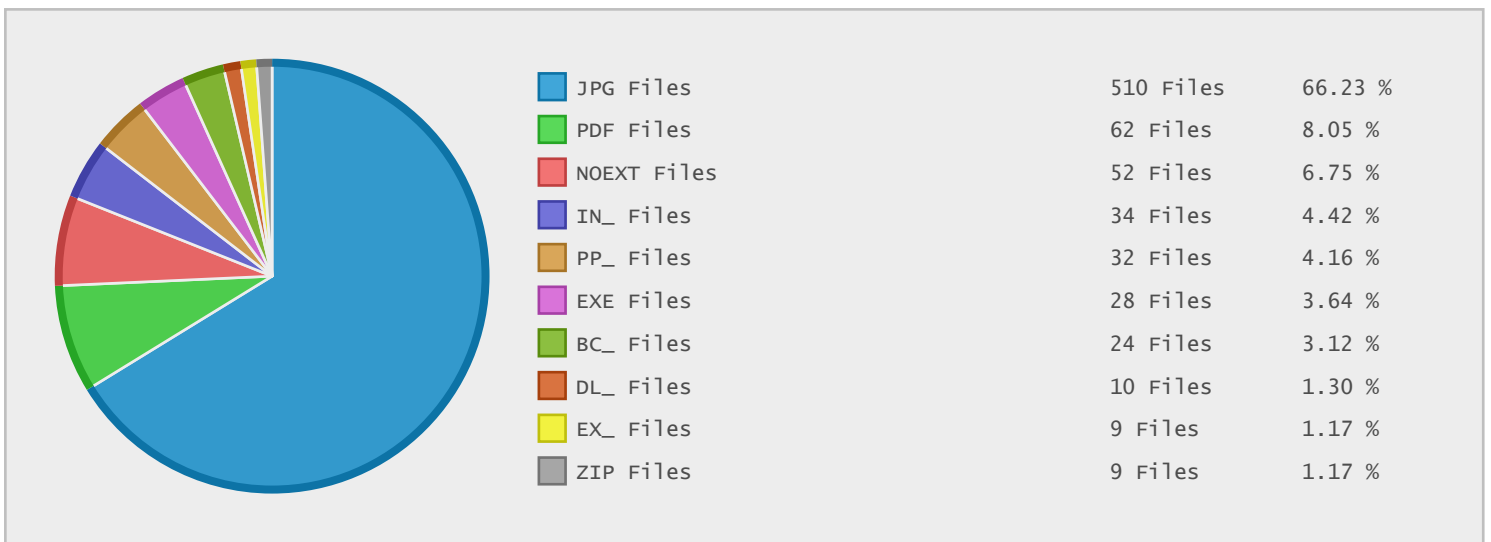 JPG Files 510 Files 66.23 %
PDF Files 62 Files 8.05 %
NOEXT Files 52 Files 6.75 %
IN_ Files 34 Files 4.42 %
PP_ Files 32 Files 4.16 %
EXE Files 28 Files 3.64 %
BC_ Files 24 Files 3.12 %
DL_ Files 10 Files 1.30 %
EX_ Files 9 Files 1.17 %
ZIP Files 9 Files 1.17 %